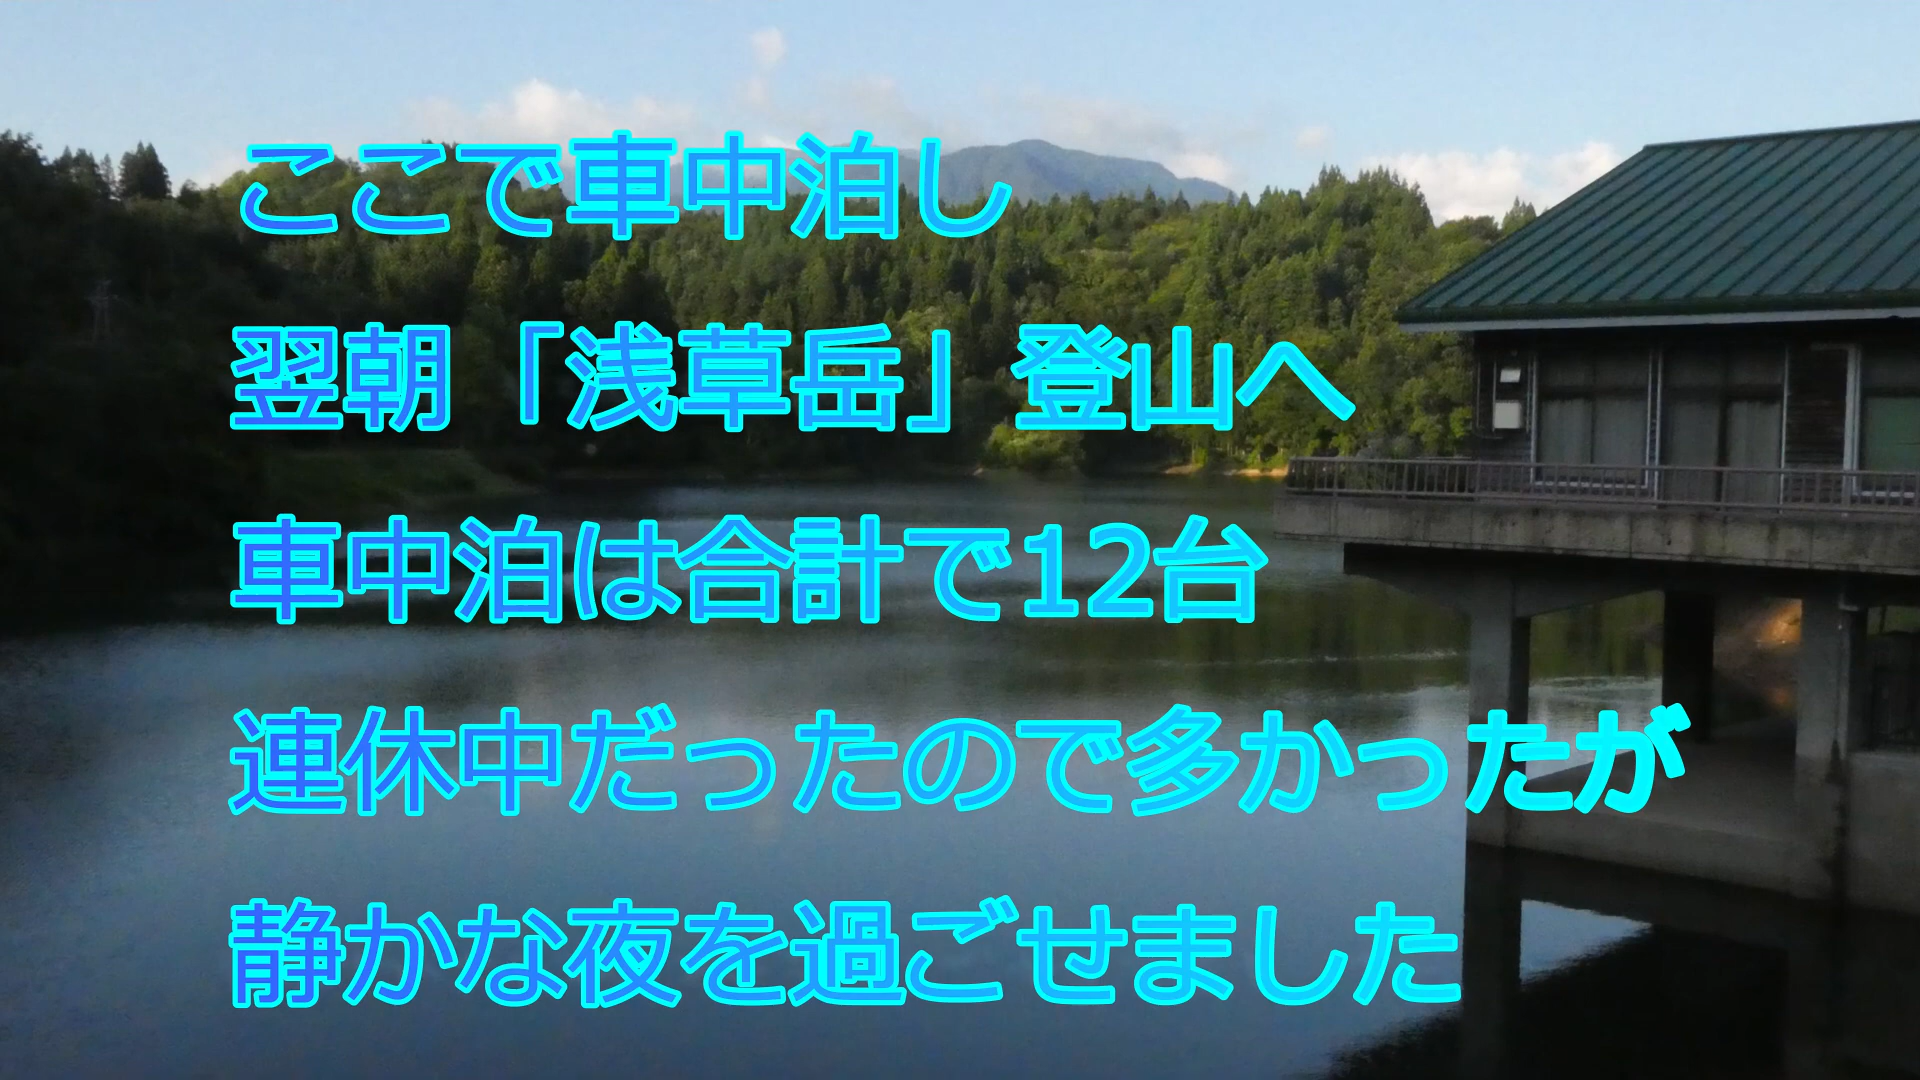 ここで車中泊し
翌朝「浅草岳」登山へ
車中泊は合計で12台
連休中だったので多かったが
静かな夜を過ごせました